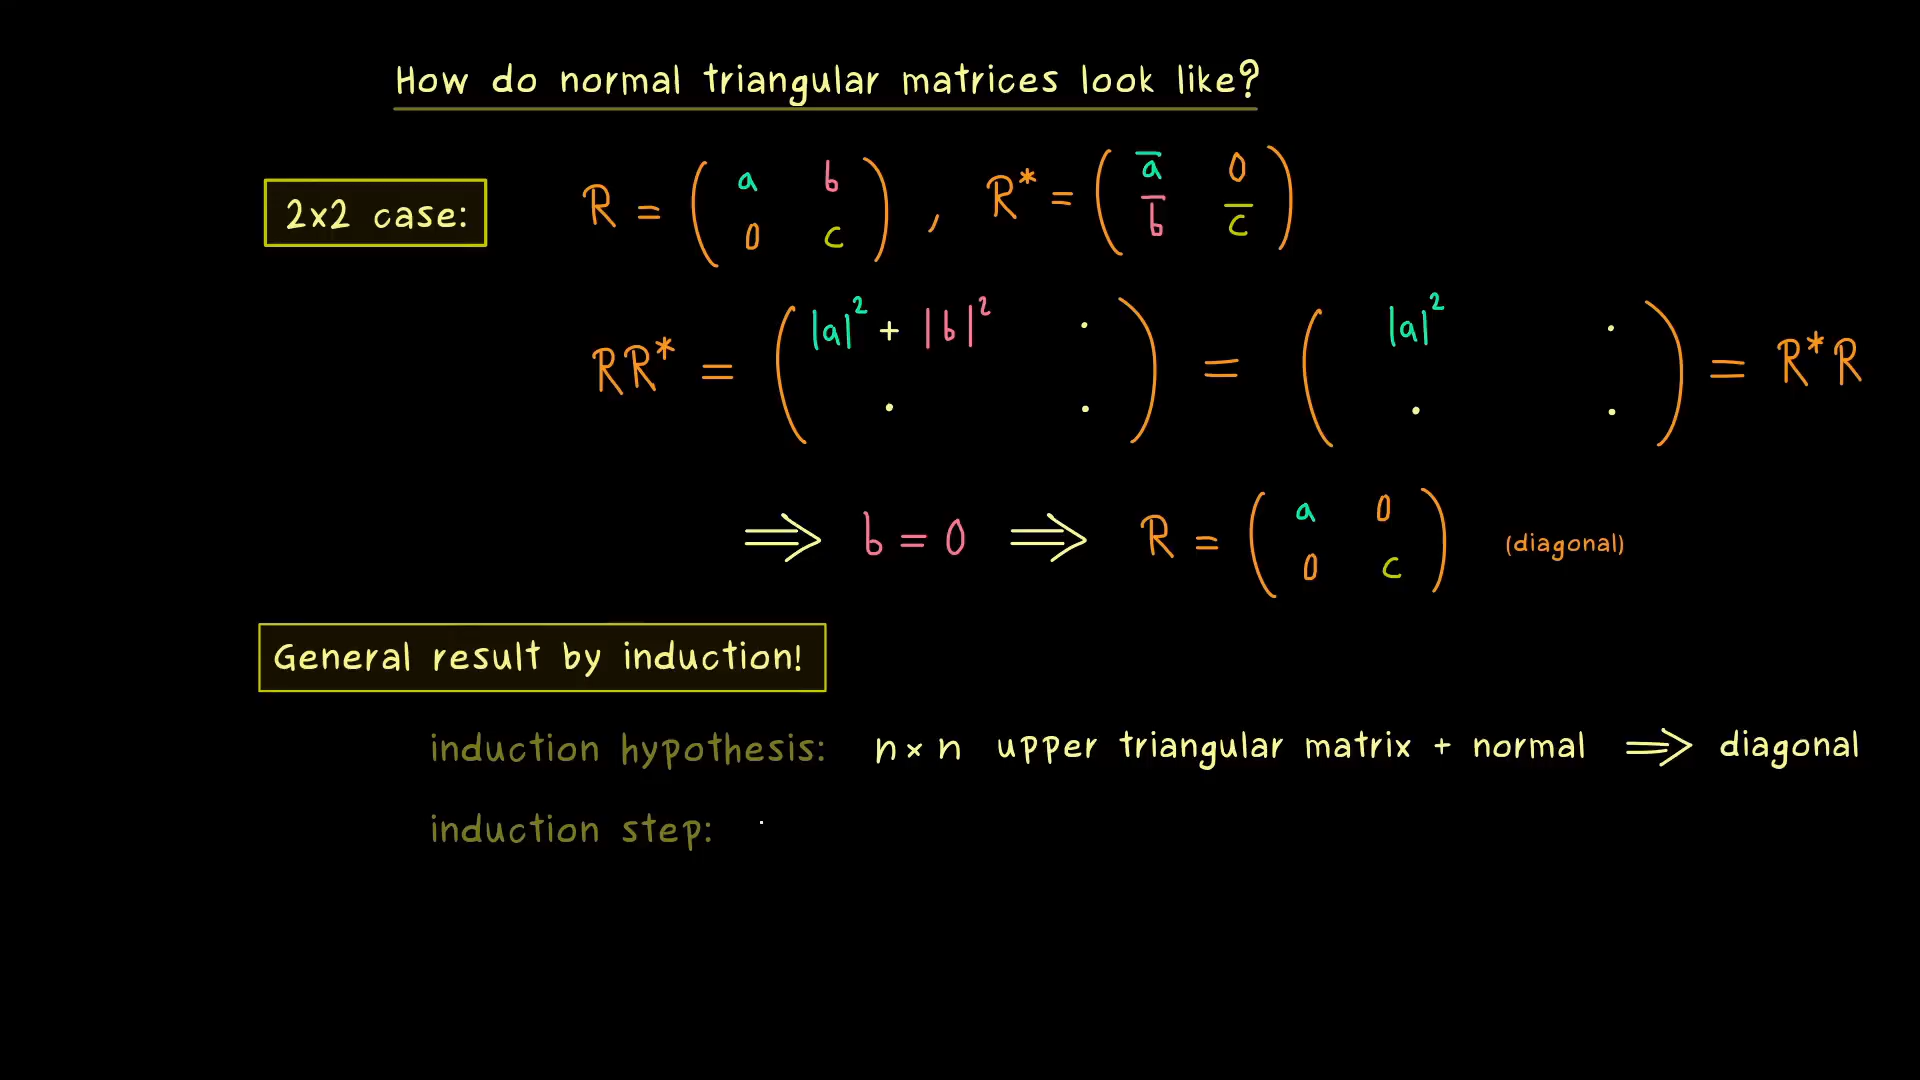 How do normal triangular matrices look like?
2x2 case: R = ( a b ; 0 c ) , R* = ( a̅ 0 ; b̅ c̅ )
RR* = ( |a|² + |b|² · ; · · ) = ( |a|² · ; · · ) = R*R
⟹ b = 0 ⟹ R = ( a 0 ; 0 c ) (diagonal)
General result by induction!
induction hypothesis: n×n upper triangular matrix + normal ⟹ diagonal
induction step: